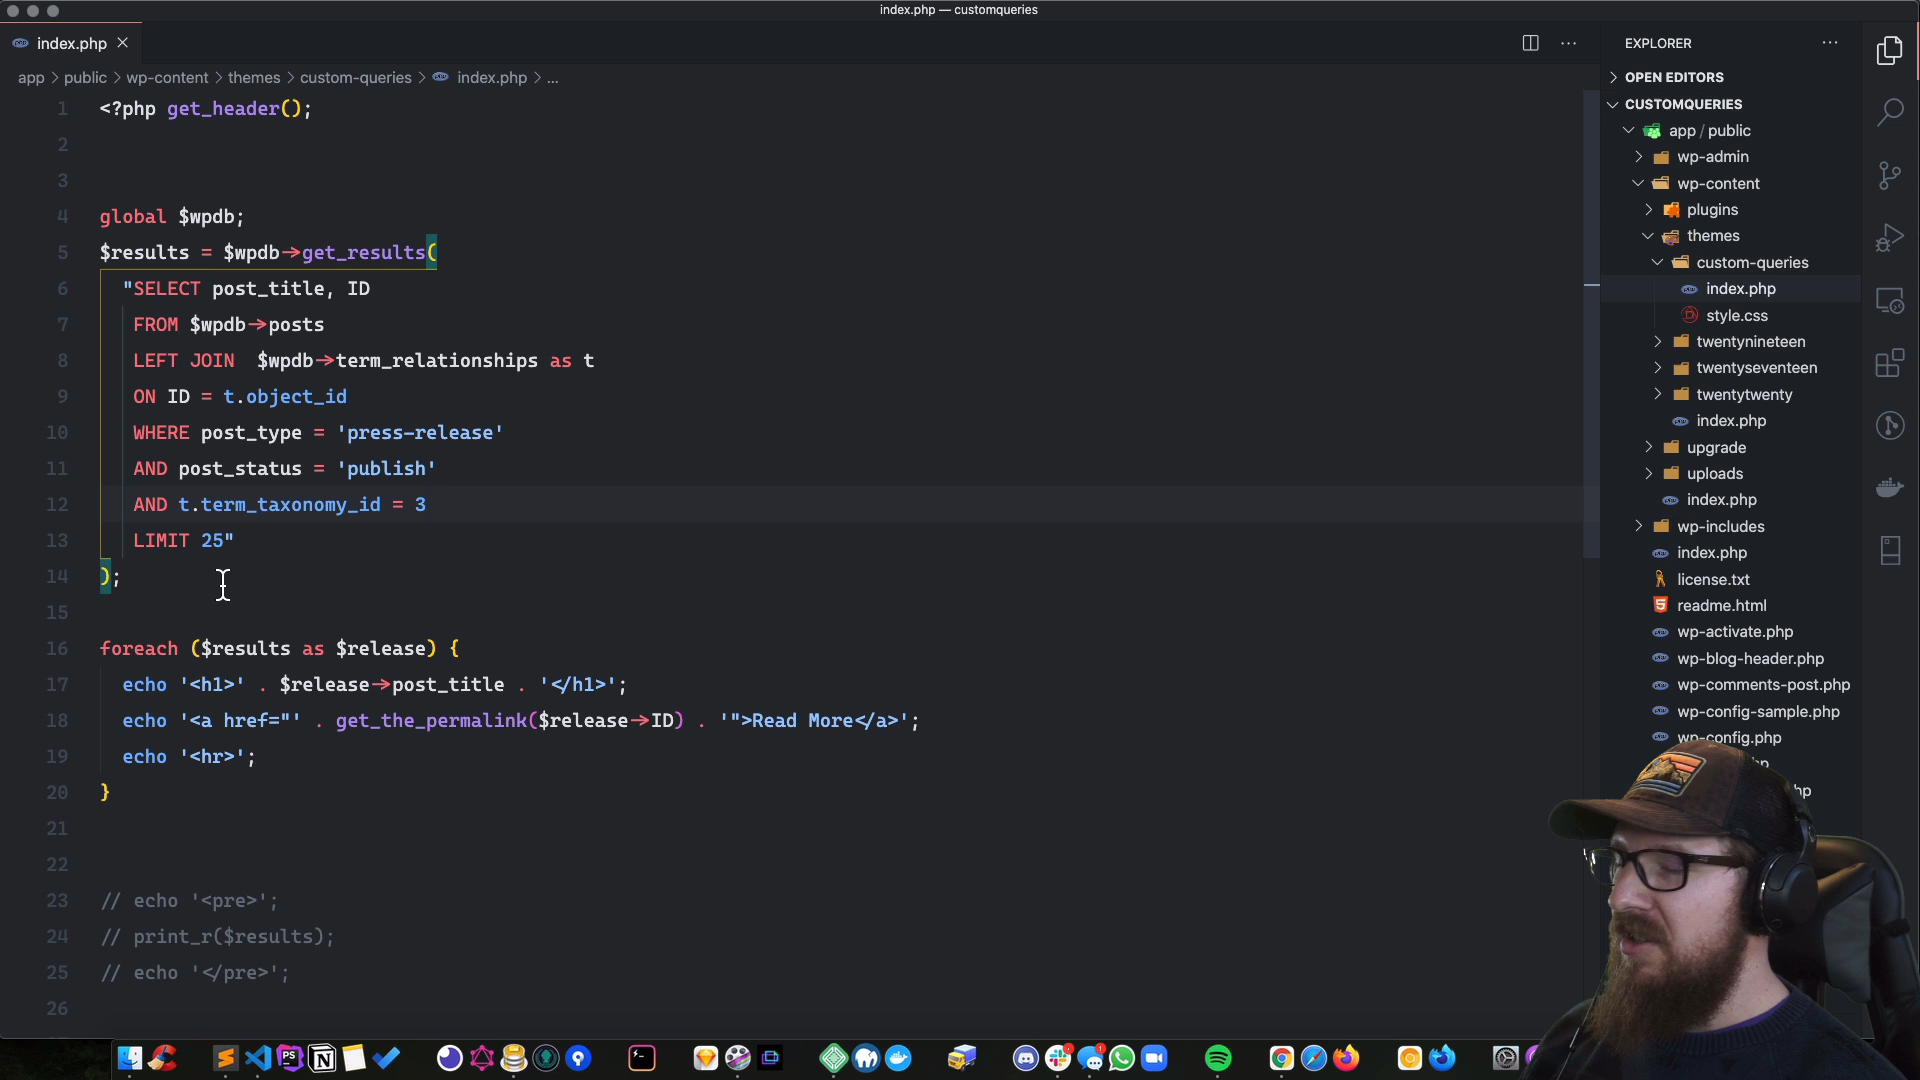 index.php — customqueries
index.php
EXPLORER
app > public > wp-content > themes > custom-queries > index.php > ...
OPEN EDITORS
CUSTOMQUERIES
app / public
wp-admin
wp-content
plugins
themes
custom-queries
index.php
style.css
twentynineteen
twentyseventeen
twentytwenty
index.php
upgrade
uploads
index.php
wp-includes
index.php
license.txt
readme.html
wp-activate.php
wp-blog-header.php
wp-comments-post.php
wp-config-sample.php
wp-config.php
1 <?php get_header();
2
3
4 global $wpdb;
5 $results = $wpdb->get_results(
6 "SELECT post_title, ID
7 FROM $wpdb->posts
8 LEFT JOIN  $wpdb->term_relationships as t
9 ON ID = t.object_id
10 WHERE post_type = 'press-release'
11 AND post_status = 'publish'
12 AND t.term_taxonomy_id = 3
13 LIMIT 25"
14 );
15
16 foreach ($results as $release) {
17 echo '<h1>' . $release->post_title . '</h1>';
18 echo '<a href="' . get_the_permalink($release->ID) . '">Read More</a>';
19 echo '<hr>';
20 }
21
22
23 // echo '<pre>';
24 // print_r($results);
25 // echo '</pre>';
26